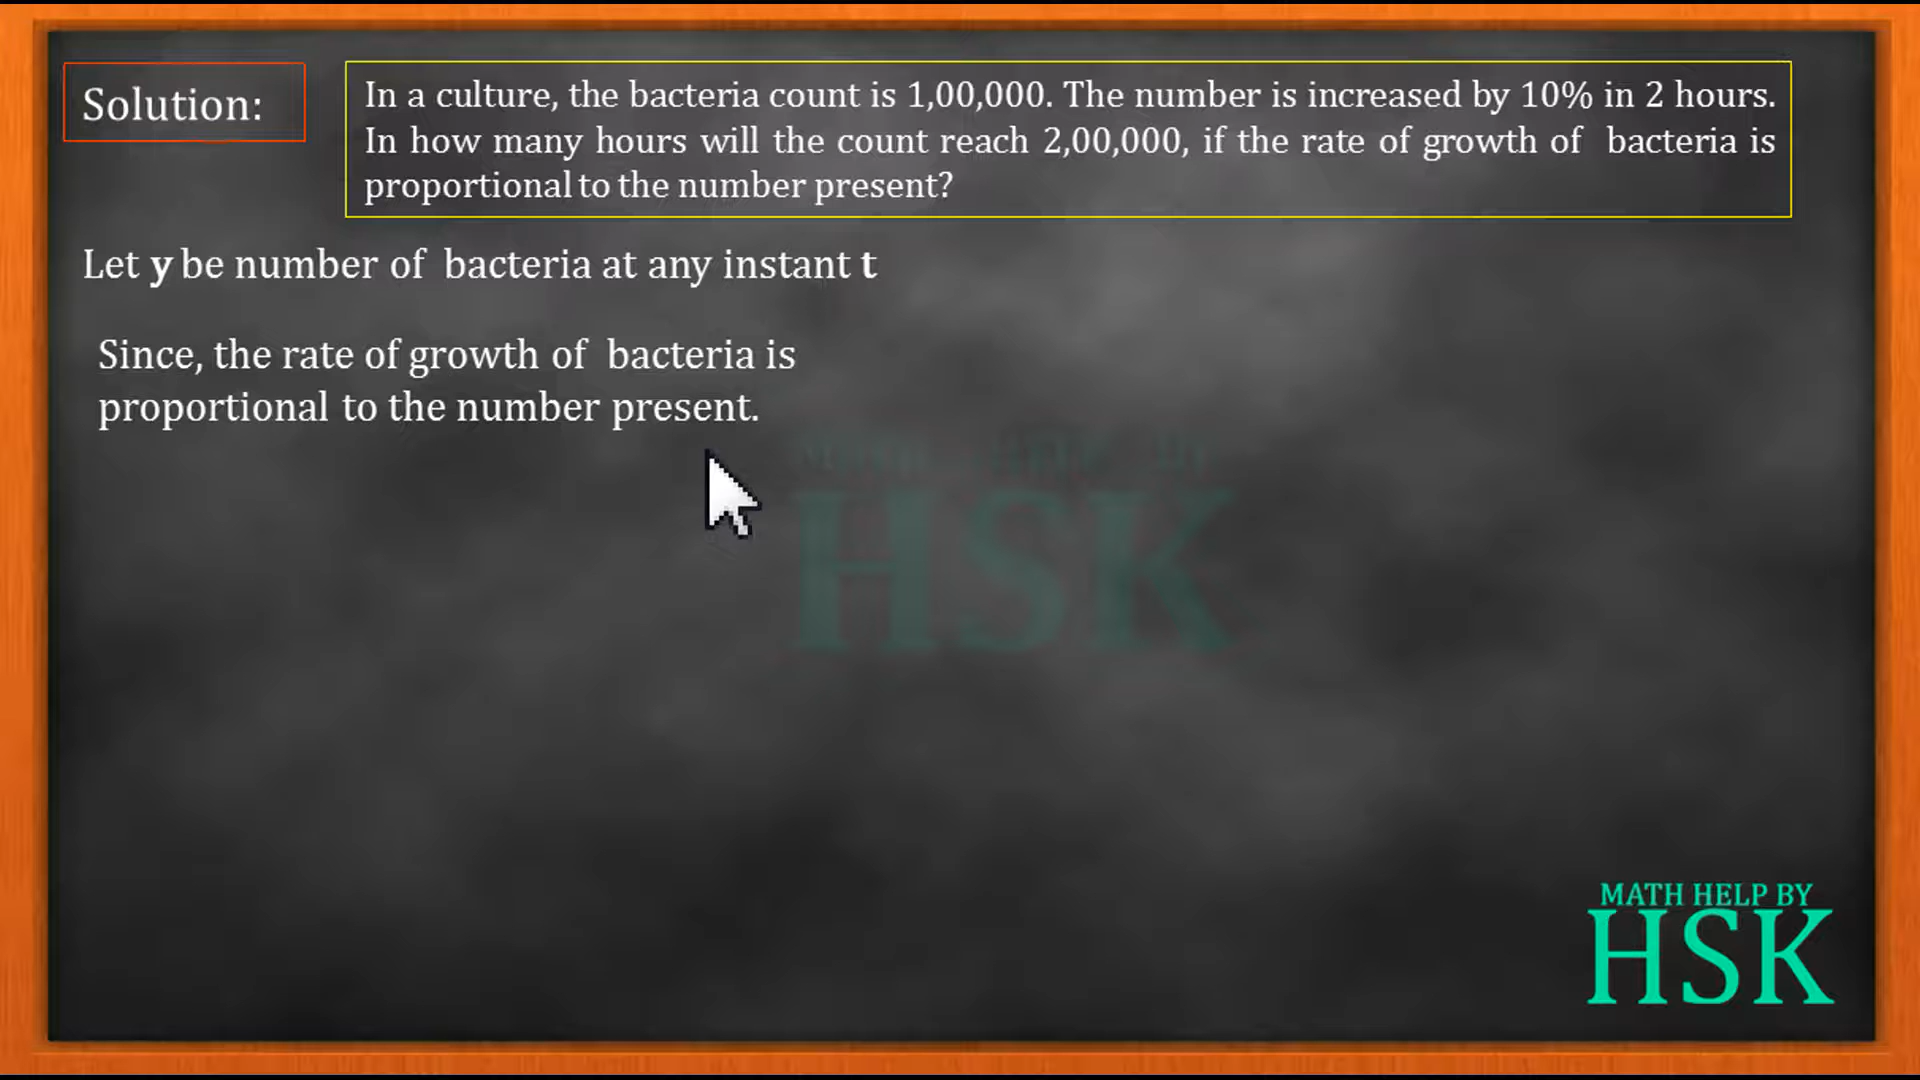 Solution:
In a culture, the bacteria count is 1,00,000. The number is increased by 10% in 2 hours.
In how many hours will the count reach 2,00,000, if the rate of growth of bacteria is
proportional to the number present?
Let y be number of bacteria at any instant t
Since, the rate of growth of bacteria is
proportional to the number present.
HSK
MATH HELP BY
HSK